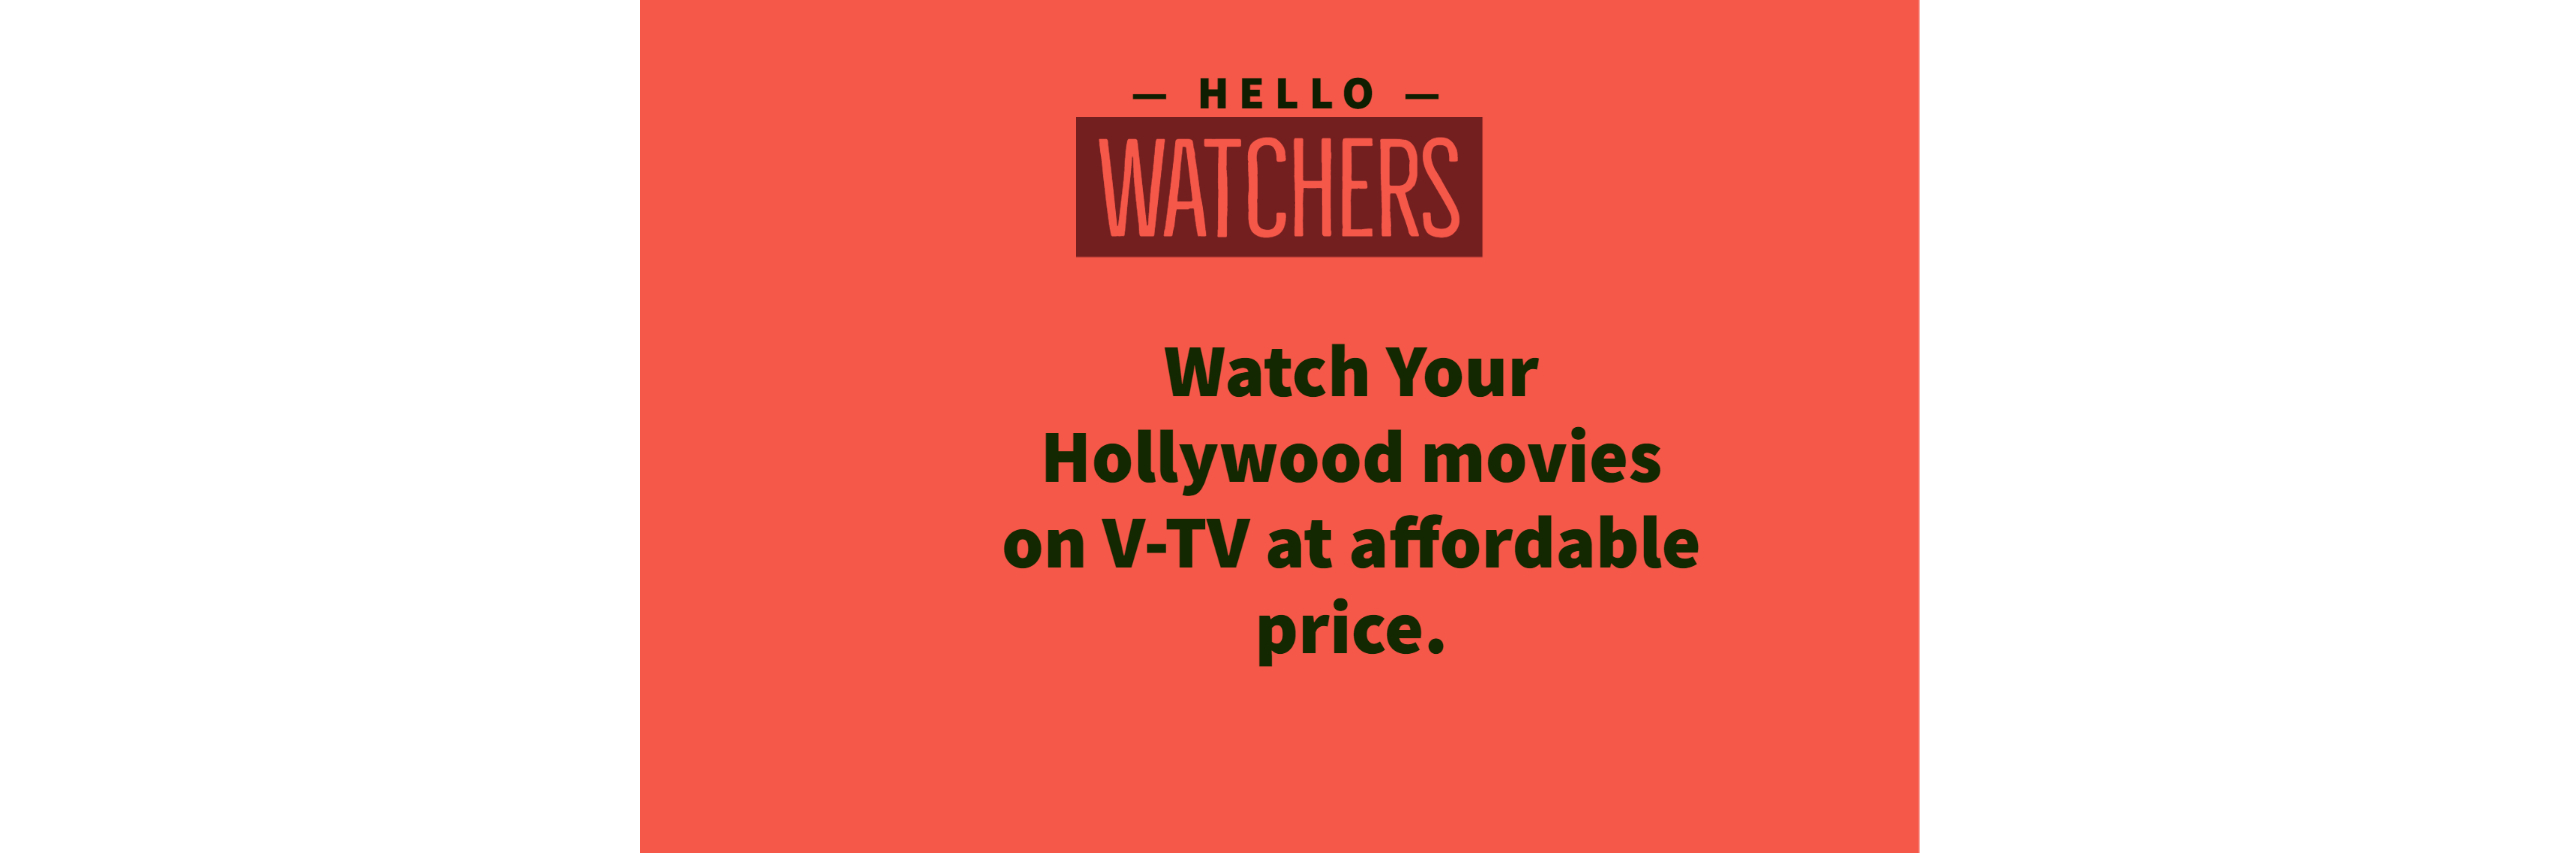 — HELLO —
WATCHERS
Watch Your
Hollywood movies
on V-TV at affordable
price.